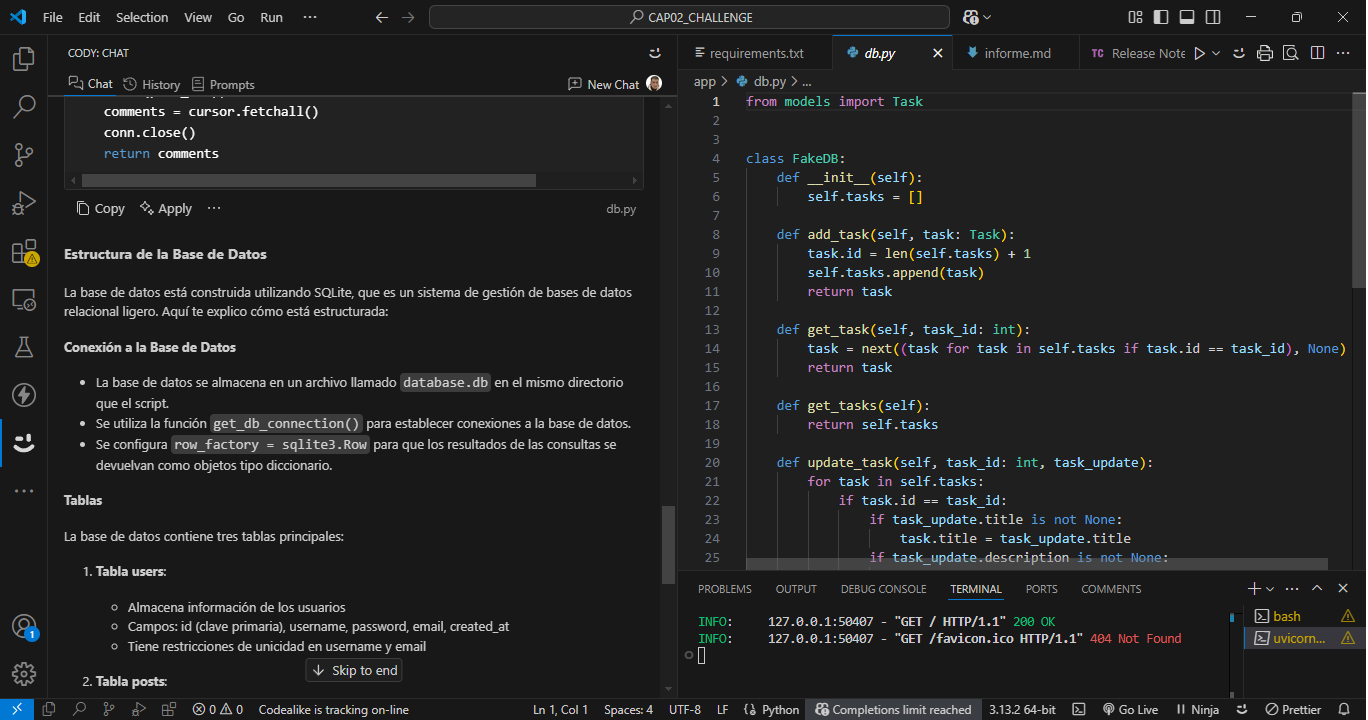 File Edit Selection View Go Run ··· CAP02_CHALLENGE
CODY: CHAT
Chat History Prompts New Chat
comments = cursor.fetchall()
conn.close()
return comments
Copy Apply ··· db.py
Estructura de la Base de Datos
La base de datos está construida utilizando SQLite, que es un sistema de gestión de bases de datos
relacional ligero. Aquí te explico cómo está estructurada:
Conexión a la Base de Datos
• La base de datos se almacena en un archivo llamado database.db en el mismo directorio
que el script.
• Se utiliza la función get_db_connection() para establecer conexiones a la base de datos.
• Se configura row_factory = sqlite3.Row para que los resultados de las consultas se
devuelvan como objetos tipo diccionario.
Tablas
La base de datos contiene tres tablas principales:
1. Tabla users:
Almacena información de los usuarios
Campos: id (clave primaria), username, password, email, created_at
Tiene restricciones de unicidad en username y email
Skip to end
2. Tabla posts:
requirements.txt db.py informe.md TC Release Note
app > db.py > ...
1 from models import Task
2
3
4 class FakeDB:
5 def __init__(self):
6 self.tasks = []
7
8 def add_task(self, task: Task):
9 task.id = len(self.tasks) + 1
10 self.tasks.append(task)
11 return task
12
13 def get_task(self, task_id: int):
14 task = next((task for task in self.tasks if task.id == task_id), None)
15 return task
16
17 def get_tasks(self):
18 return self.tasks
19
20 def update_task(self, task_id: int, task_update):
21 for task in self.tasks:
22 if task.id == task_id:
23 if task_update.title is not None:
24 task.title = task_update.title
25 if task_update.description is not None:
PROBLEMS OUTPUT DEBUG CONSOLE TERMINAL PORTS COMMENTS
INFO: 127.0.0.1:50407 - "GET / HTTP/1.1" 200 OK
INFO: 127.0.0.1:50407 - "GET /favicon.ico HTTP/1.1" 404 Not Found
bash
uvicorn...
1
0 0 Codealike is tracking on-line Ln 1, Col 1 Spaces: 4 UTF-8 LF Python Completions limit reached 3.13.2 64-bit Go Live Ninja Prettier